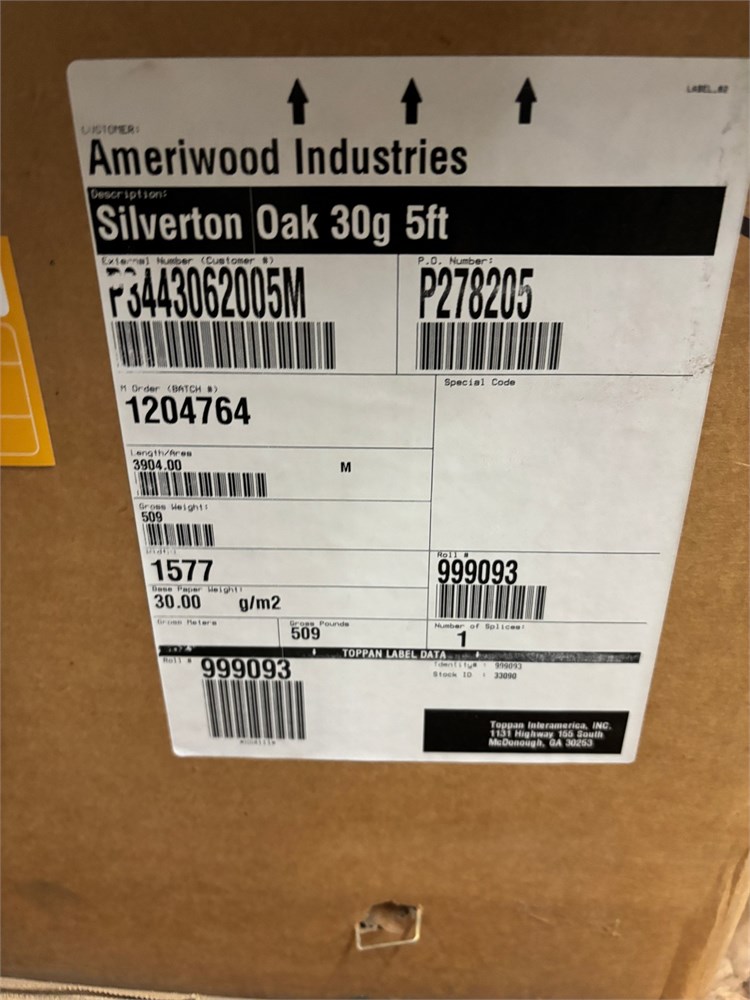 LABEL_02
CUSTOMER:
Ameriwood Industries
Description:
Silverton Oak 30g 5ft
External Number (Customer #)
P3443062005M
P.O. Number:
P278205
M Order (BATCH #)
1204764
Special Code
Length/Area
3904.00 M
Gross Weight:
509
Width:
1577
Base Paper Weight:
30.00 g/m2
Roll #
999093
Gross Meters
Gross Pounds
509
Number of Splices:
1
TOPPAN LABEL DATA
Roll #
999093
Identity# : 999093
Stock ID : 33090
Toppan Interamerica, INC.
1131 Highway 155 South
McDonough, GA 30253